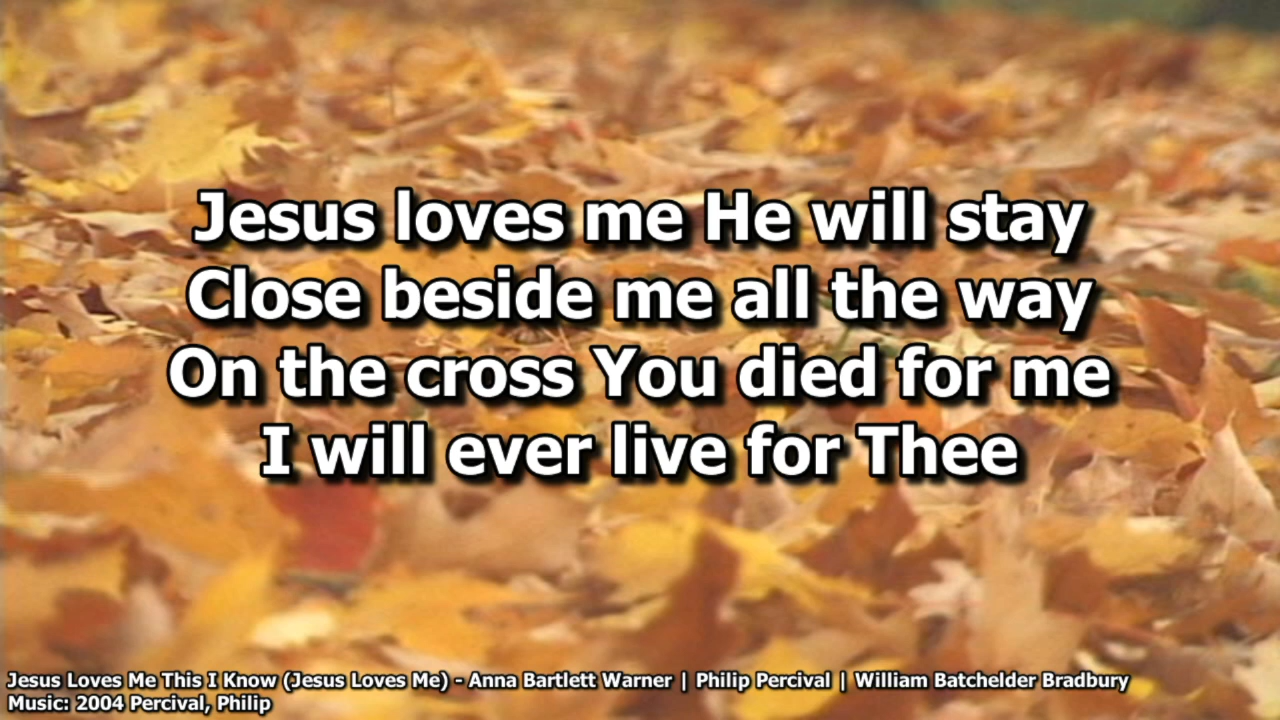 Jesus loves me He will stay
Close beside me all the way
On the cross You died for me
I will ever live for Thee
Jesus Loves Me This I Know (Jesus Loves Me) - Anna Bartlett Warner | Philip Percival | William Batchelder Bradbury
Music: 2004 Percival, Philip